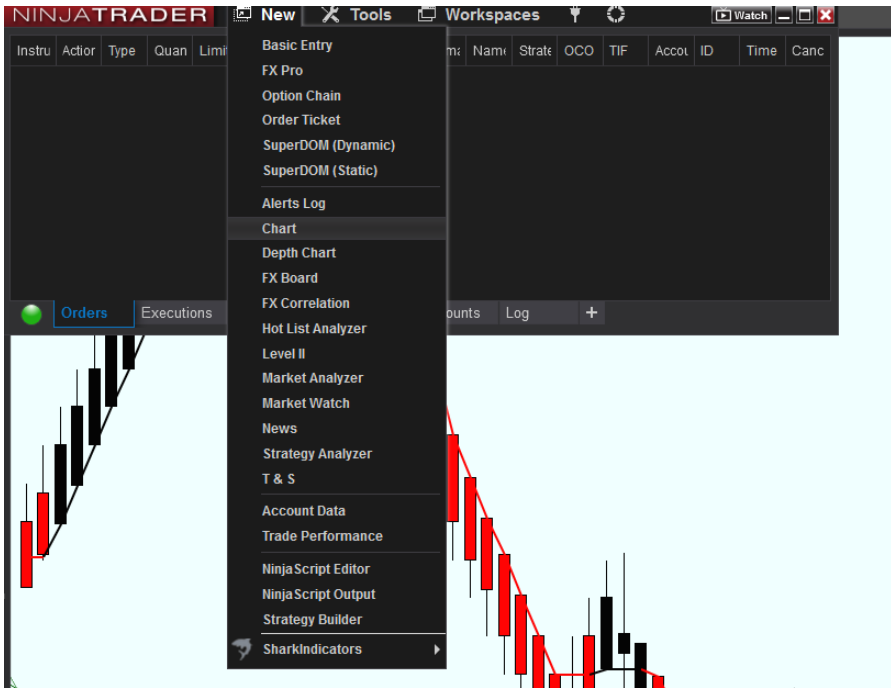 NINJATRADER New Tools Workspaces Watch
Instru Action Type Quan Limi Name Strate OCO TIF Accou ID Time Canc
Basic Entry
FX Pro
Option Chain
Order Ticket
SuperDOM (Dynamic)
SuperDOM (Static)
Alerts Log
Chart
Depth Chart
FX Board
FX Correlation
Hot List Analyzer
Level II
Market Analyzer
Market Watch
News
Strategy Analyzer
T & S
Account Data
Trade Performance
NinjaScript Editor
NinjaScript Output
Strategy Builder
SharkIndicators
Orders Executions ounts Log +